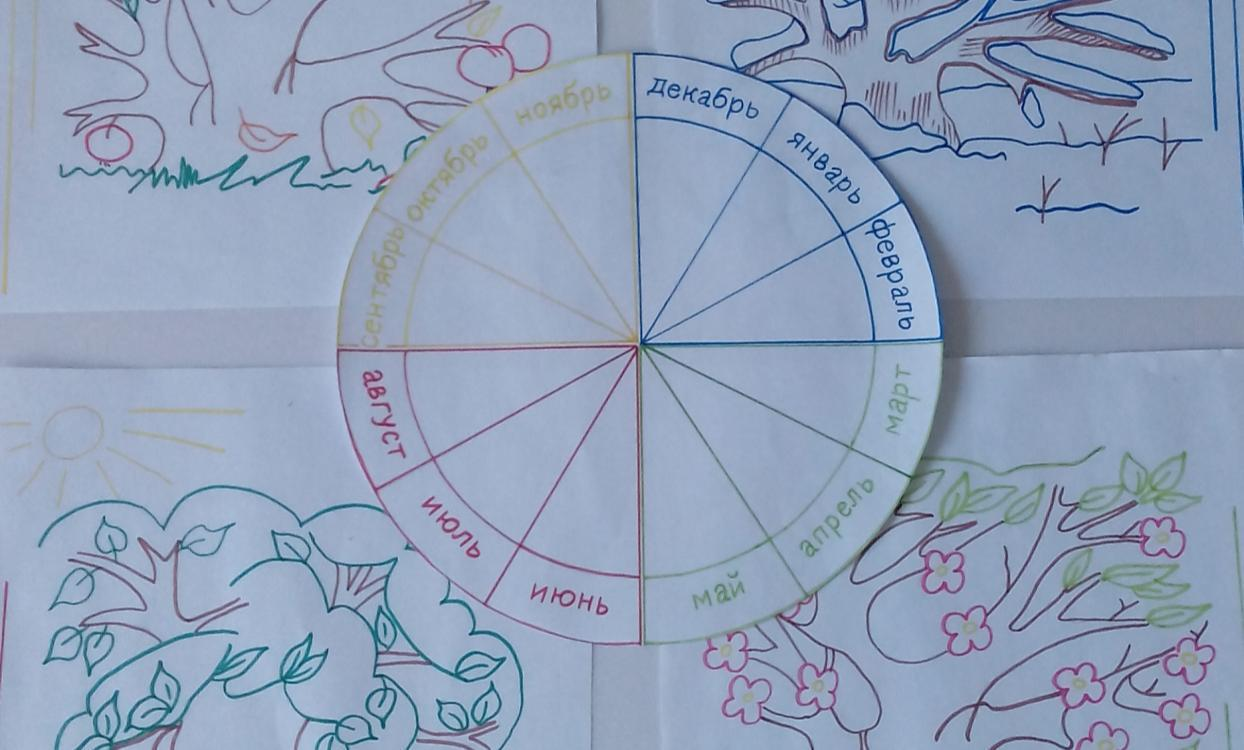 декабрь
январь
февраль
март
апрель
май
июнь
июль
август
сентябрь
октябрь
ноябрь